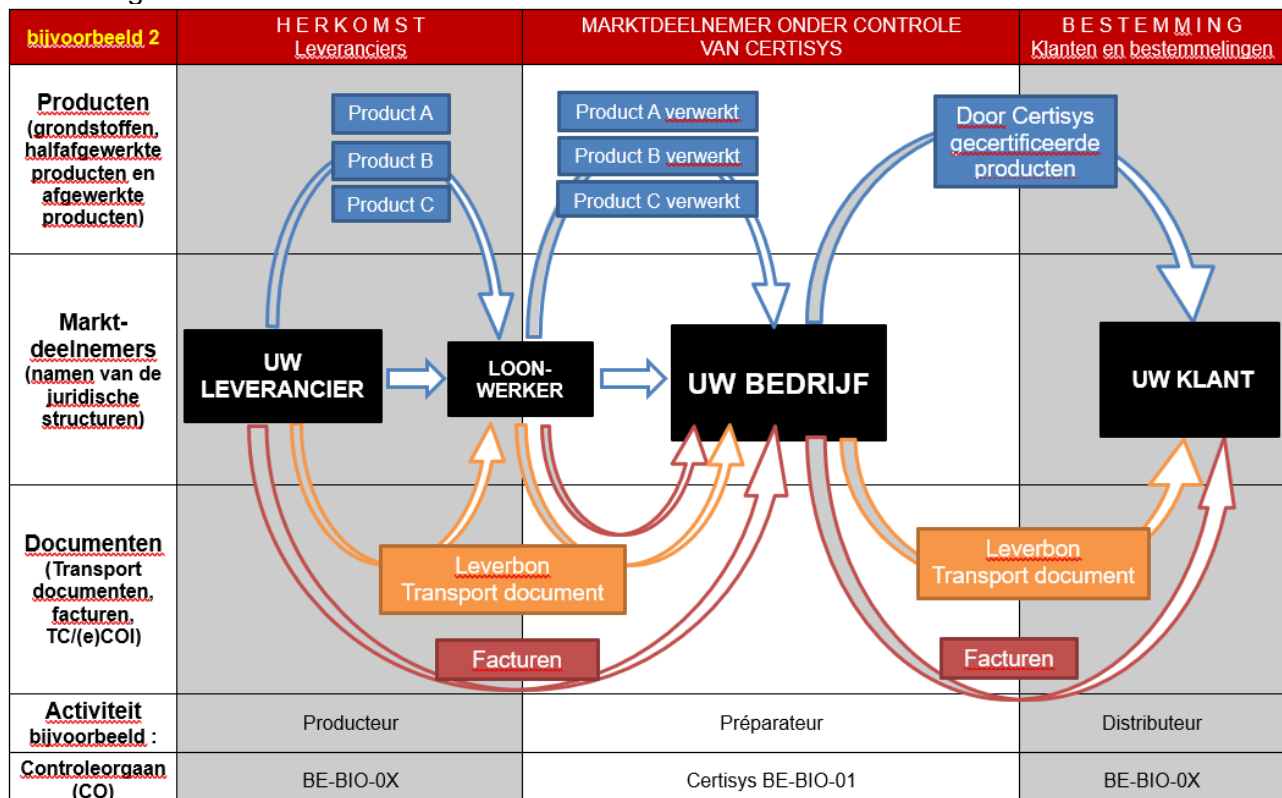 bijvoorbeeld 2
H E R K O M S T
Leveranciers
MARKTDEELNEMER ONDER CONTROLE
VAN CERTISYS
B E S T E M M I N G
Klanten en bestemmelingen
Producten
(grondstoffen,
halfafgewerkte
producten en
afgewerkte
producten)
Product A
Product B
Product C
Product A verwerkt
Product B verwerkt
Product C verwerkt
Door Certisys
gecertificeerde
producten
Markt-
deelnemers
(namen van de
juridische
structuren)
UW
LEVERANCIER
LOON-
WERKER
UW BEDRIJF
UW KLANT
Documenten
(Transport
documenten,
facturen,
TC/(e)COI)
Leverbon
Transport document
Facturen
Leverbon
Transport document
Facturen
Activiteit
bijvoorbeeld :
Producteur
Préparateur
Distributeur
Controleorgaan
(CO)
BE-BIO-0X
Certisys BE-BIO-01
BE-BIO-0X